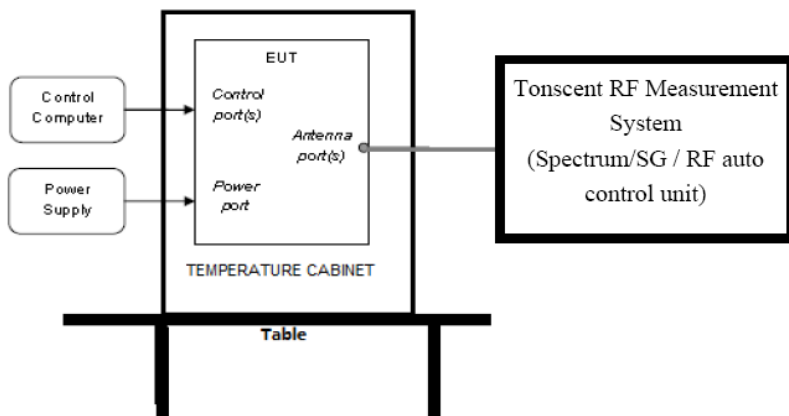 EUT
Control
Computer
Control
port(s)
Antenna
port(s)
Power
Supply
Power
port
TEMPERATURE CABINET
Table
Tonscent RF Measurement
System
(Spectrum/SG / RF auto
control unit)